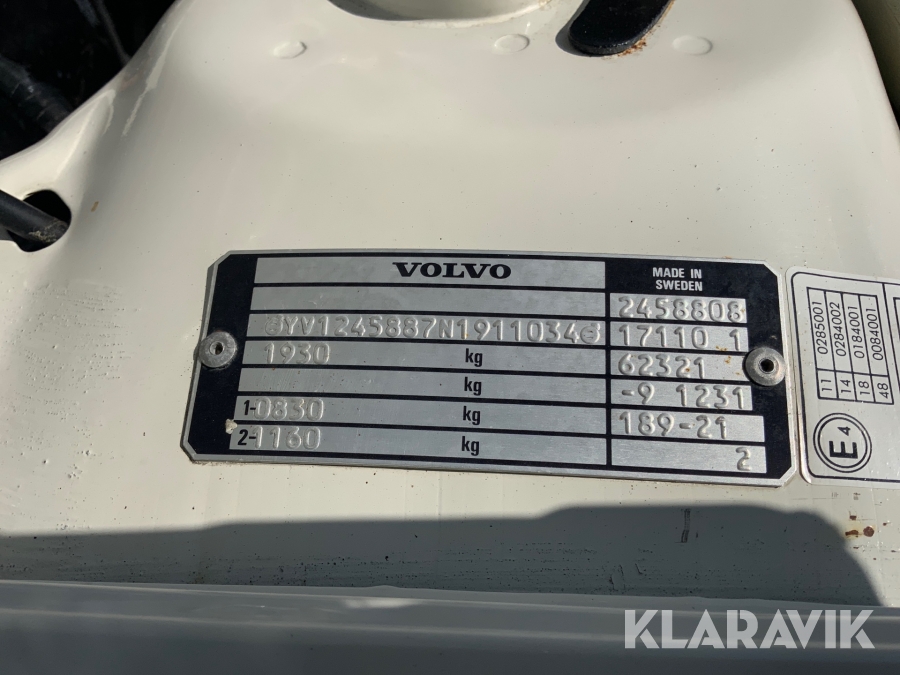 VOLVO
MADE IN
SWEDEN
2458808
YV1245887N1911034
17110 1
1930 kg
62321
kg
-9 1231
1-0830 kg
189-21
2-1160 kg
2
11 0285001
14 0284002
18 0184001
48 0084001
E4
KLARAVIK